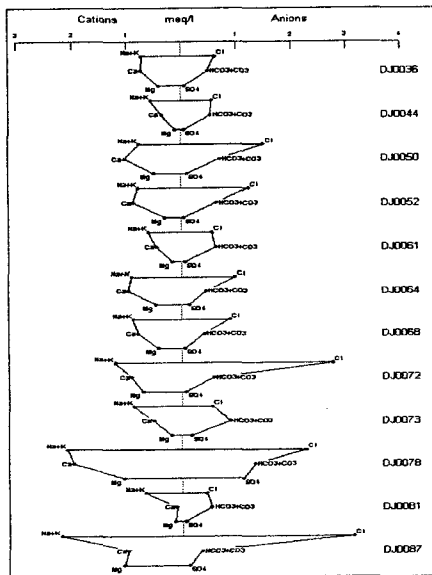 Cations meq/l Anions
3 2 1 0 1 2 3 4
Na+K Cl
Ca HCO3+CO3 DJ0036
Mg SO4
Na+K Cl
Ca HCO3+CO3 DJ0044
Mg SO4
Na+K Cl
Ca HCO3+CO3 DJ0050
Mg SO4
Na+K Cl
Ca HCO3+CO3 DJ0052
Mg SO4
Na+K Cl
Ca HCO3+CO3 DJ0061
Mg SO4
Na+K Cl
Ca HCO3+CO3 DJ0064
Mg SO4
Na+K Cl
Ca HCO3+CO3 DJ0068
Mg SO4
Na+K Cl
Ca HCO3+CO3 DJ0072
Mg SO4
Na+K Cl
Ca HCO3+CO3 DJ0073
Mg SO4
Na+K Cl
Ca HCO3+CO3 DJ0078
Mg SO4
Na+K Cl
Ca HCO3+CO3 DJ0081
Mg SO4
Na+K Cl
Ca HCO3+CO3 DJ0087
Mg SO4